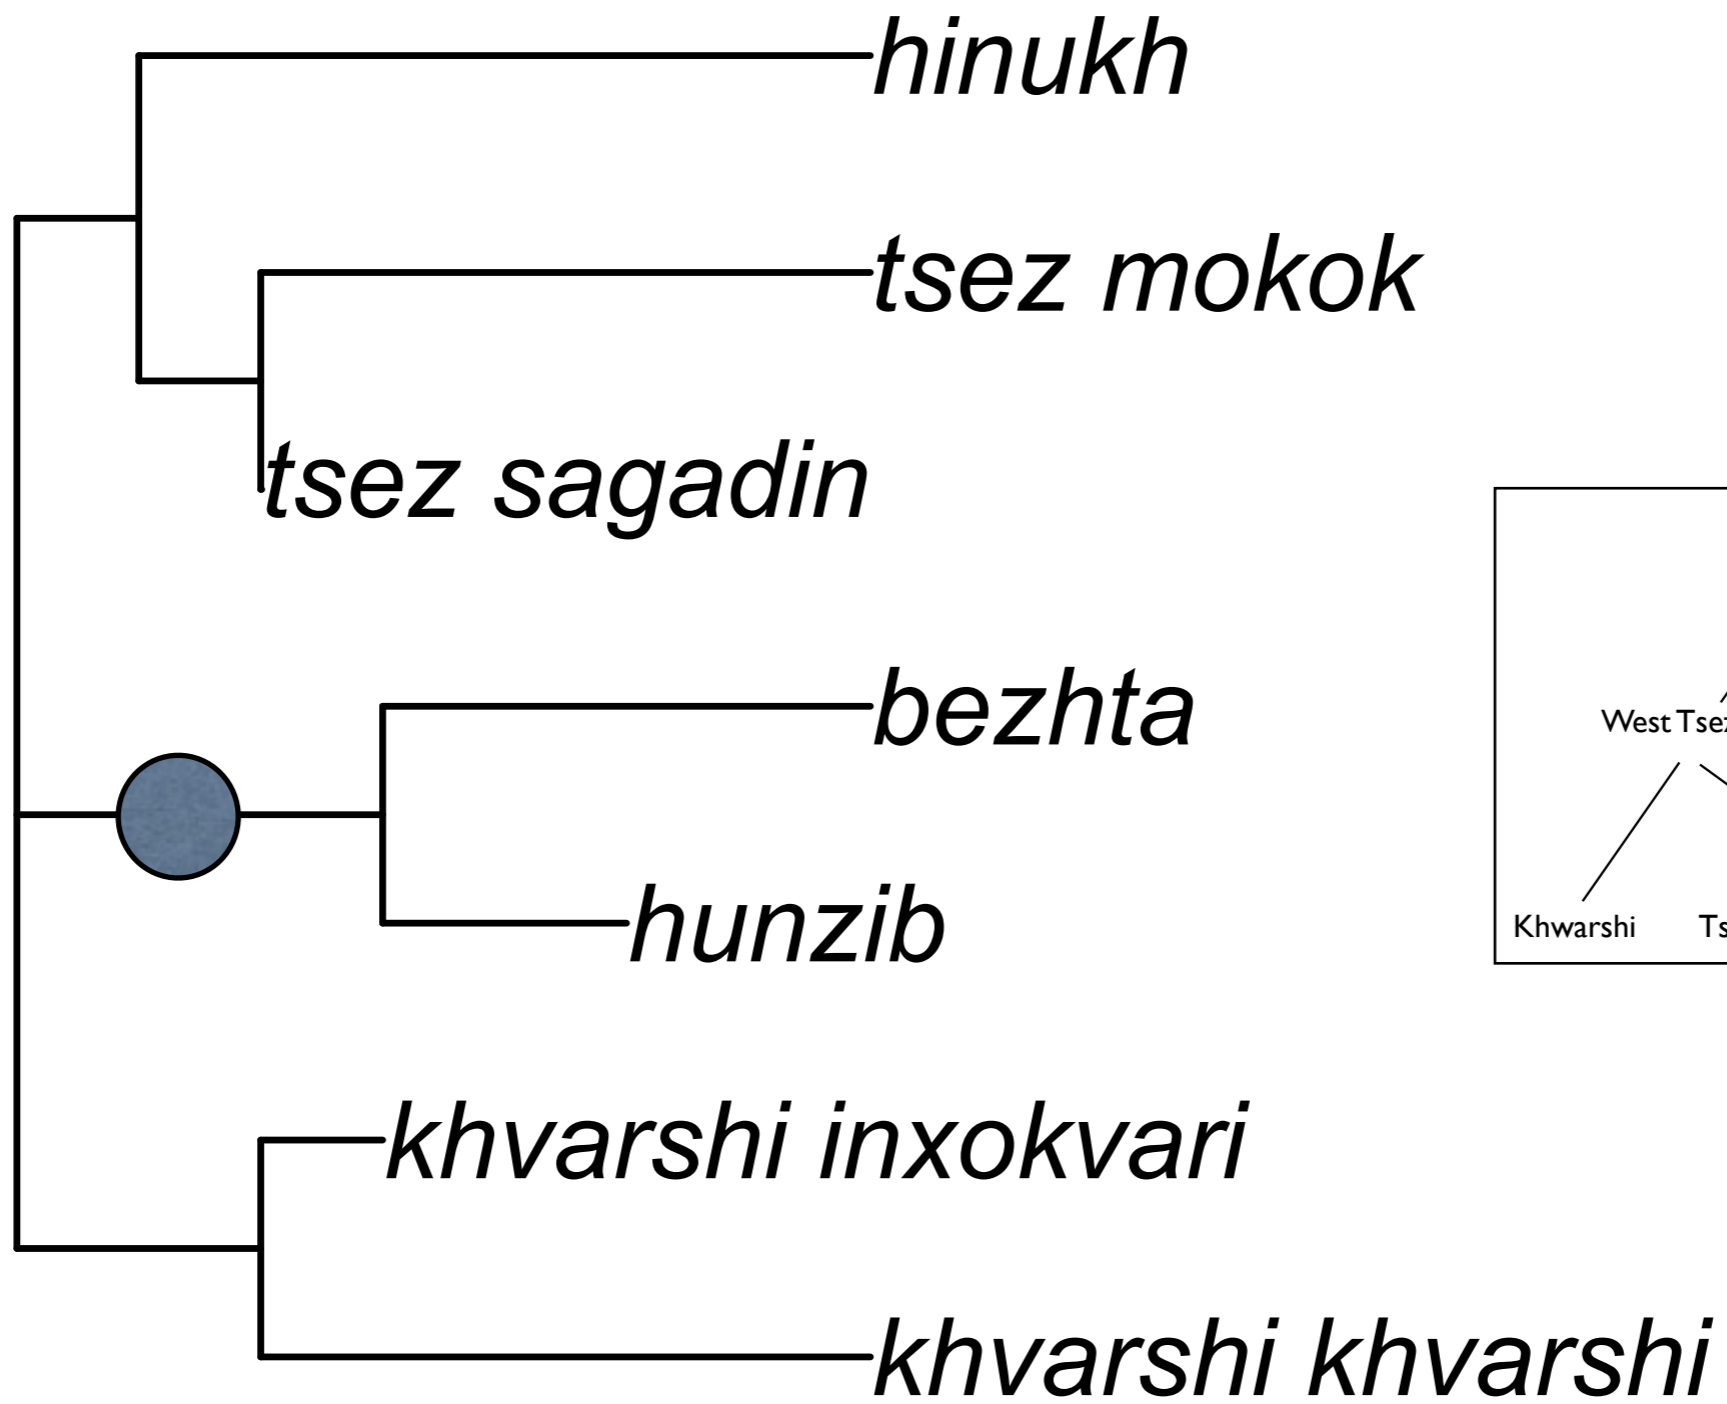 hinukh
tsez mokok
tsez sagadin
bezhta
West
hunzib
Khwarshi
khvarshi inxokvari
khvarshi khvarshi